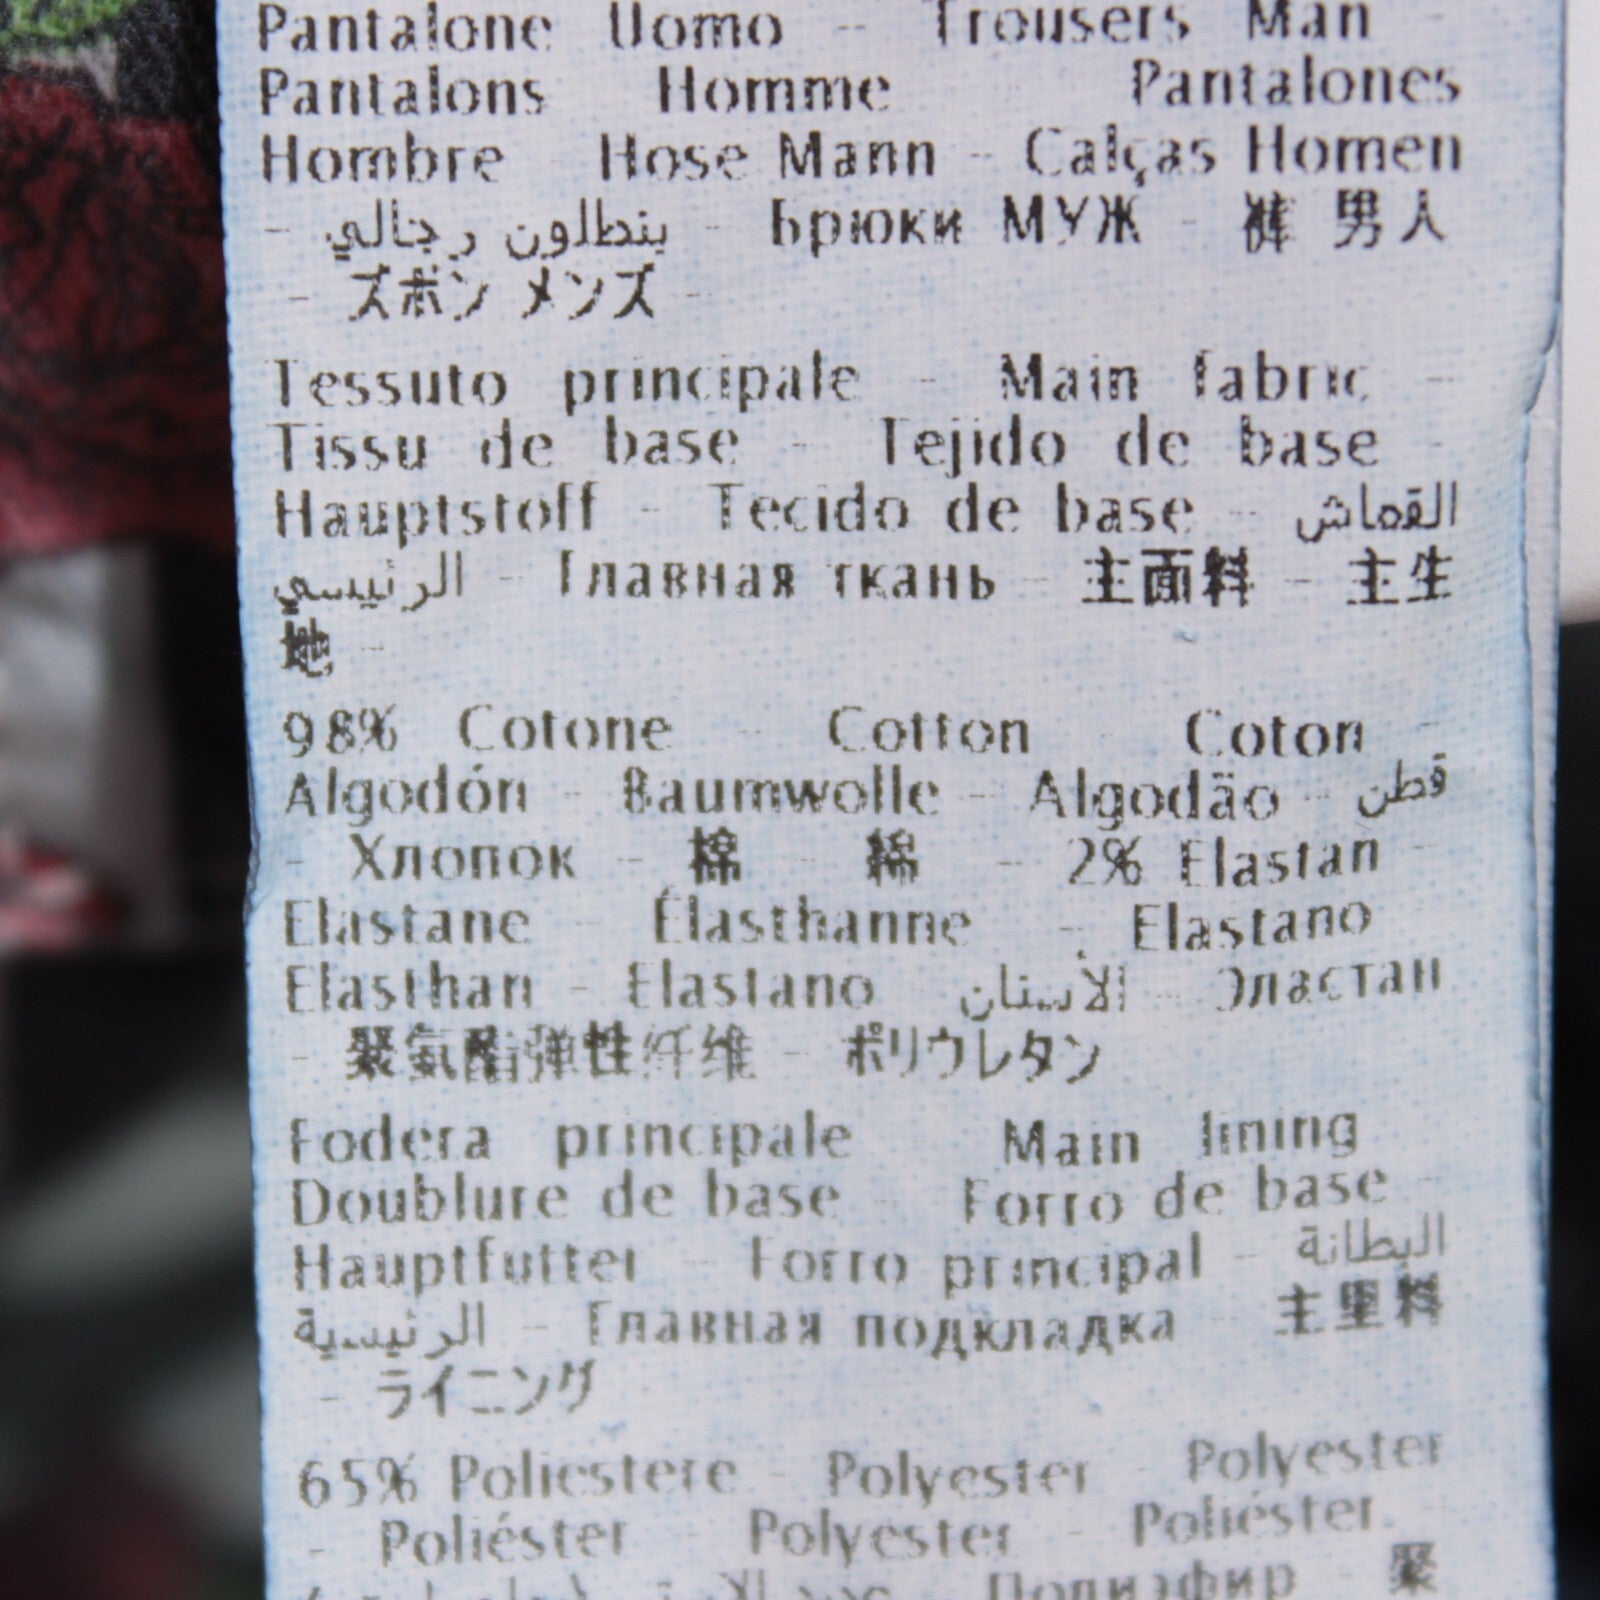 Pantalone Uomo - Trousers Man -
Pantalons Homme Pantalones
Hombre Hose Mann - Calças Homen
- بنطلون رجالي - Брюки МУЖ - 裤 男人
- ズボン メンズ -
Tessuto principale - Main fabric -
Tissu de base - Tejido de base -
Hauptstoff - Tecido de base - القماش
الرئيسي - Главная ткань - 主面料 - 主生
地 -
98% Cotone Cotton Coton -
Algodón - Baumwolle - Algodão - قطن
- Хлопок - 棉 - 綿 - 2% Elastan -
Elastane - Élasthanne - Elastano
Elasthan - Elastano الاستان - Эластан
- 聚氨酯弹性纤维 - ポリウレタン
Fodera principale Main lining
Doublure de base - Forro de base -
Hauptfutter - Forro principal - البطانة
الرئيسية - Главная подкладка - 主里料
- ライニング
65% Poliestere - Polyester - Polyester
- Poliéster - Polyester - Poliéster -
Полиэфир - 聚